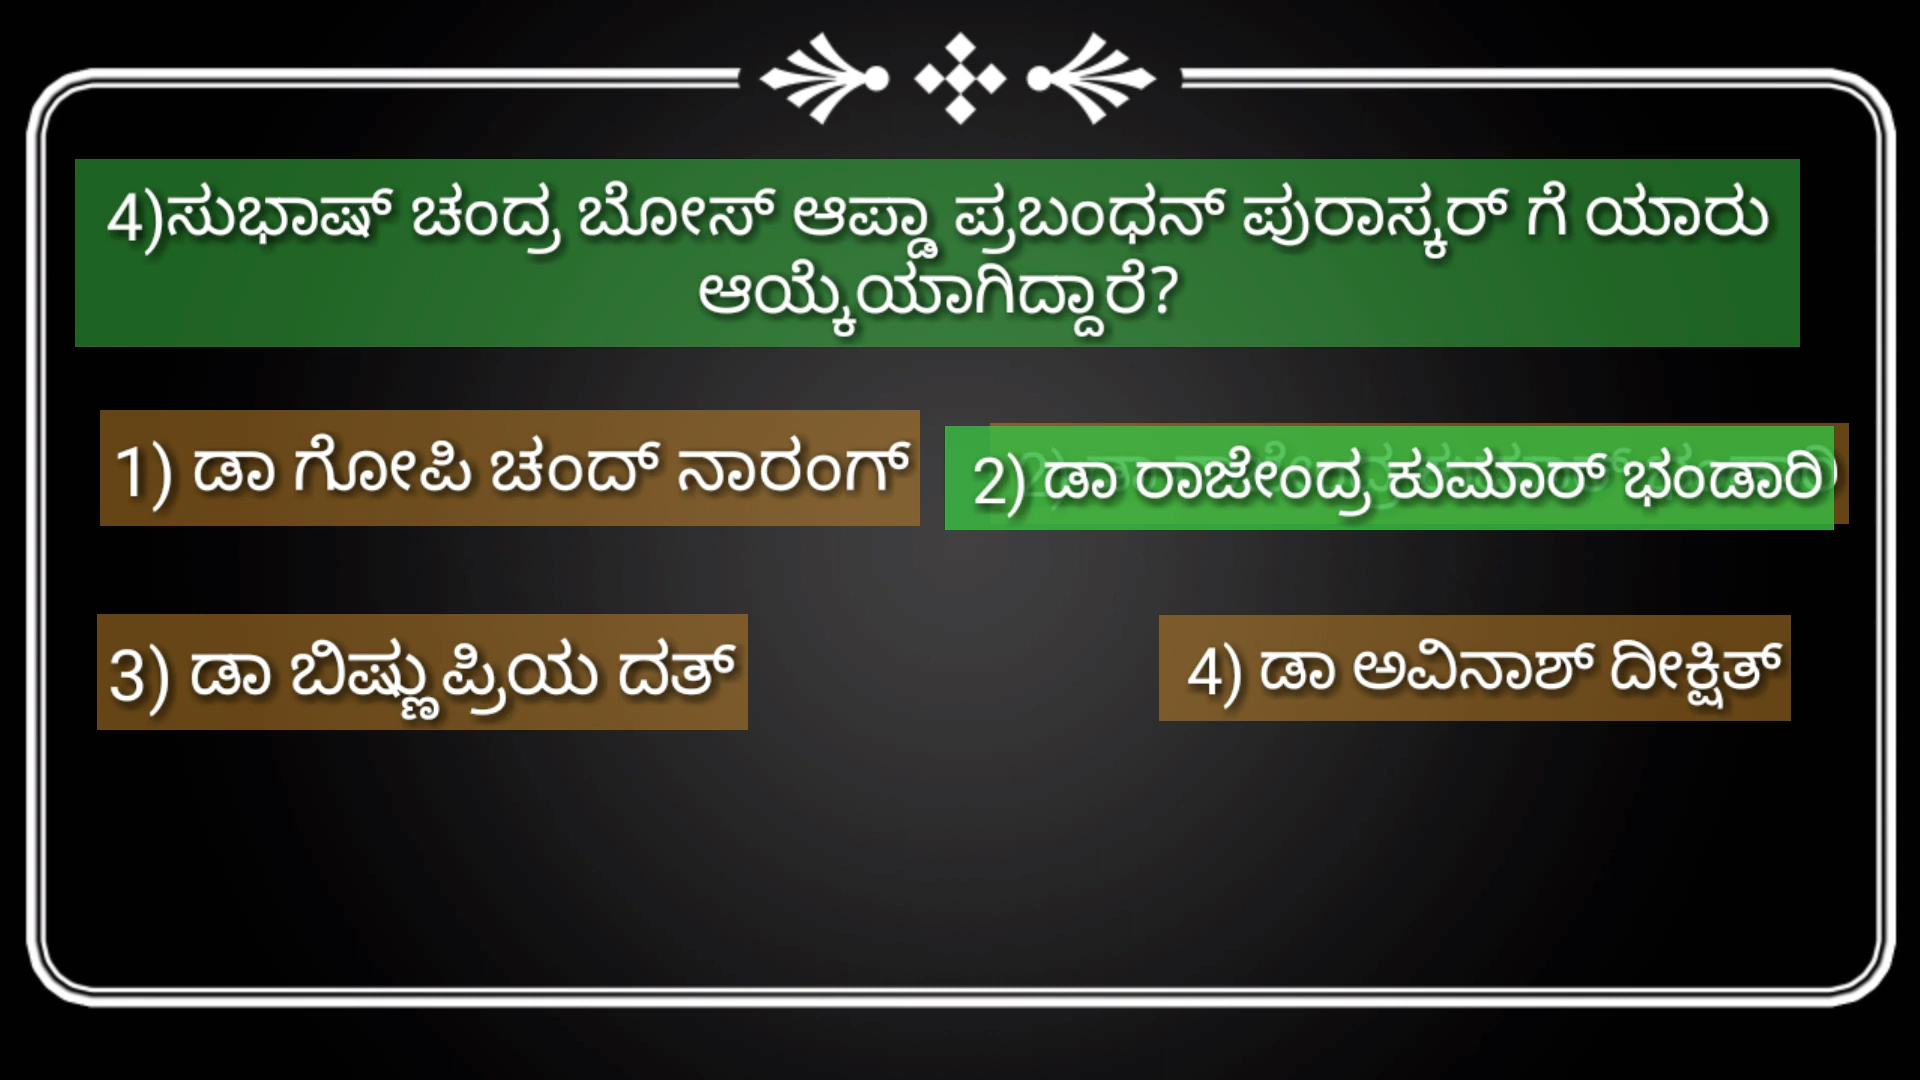 4)ಸುಭಾಷ್ ಚಂದ್ರ ಬೋಸ್ ಆಪ್ಡಾ ಪ್ರಬಂಧನ್ ಪುರಾಸ್ಕರ್ ಗೆ ಯಾರು
ಆಯ್ಕೆಯಾಗಿದ್ದಾರೆ?
1) ಡಾ ಗೋಪಿ ಚಂದ್ ನಾರಂಗ್
2) ಡಾ ರಾಜೇಂದ್ರ ಕುಮಾರ್ ಭಂಡಾರಿ
3) ಡಾ ಬಿಷ್ಣುಪ್ರಿಯ ದತ್
4) ಡಾ ಅವಿನಾಶ್ ದೀಕ್ಷಿತ್